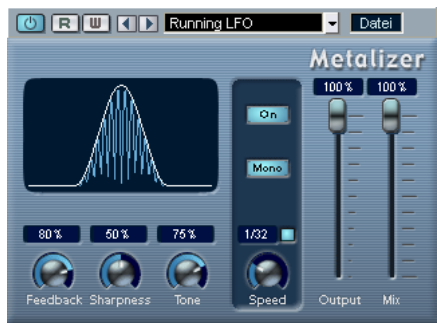 R W Running LFO Datei
Metalizer
100 % 100 %
On
Mono
80 % 50 % 75 % 1/32
Feedback Sharpness Tone Speed Output Mix